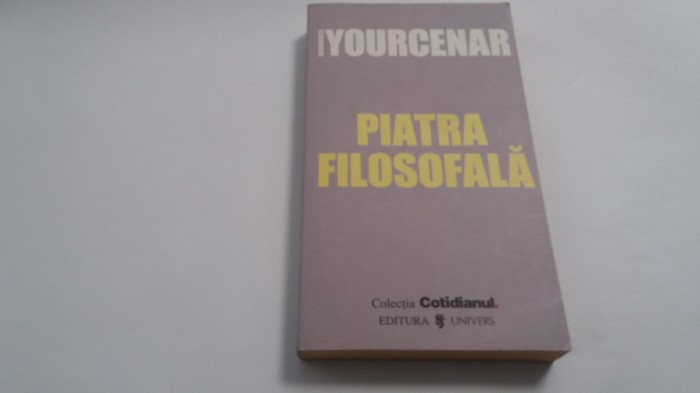 YOURCENAR
PIATRA
FILOSOFALĂ
Colecția Cotidianul.
EDITURA UNIVERS